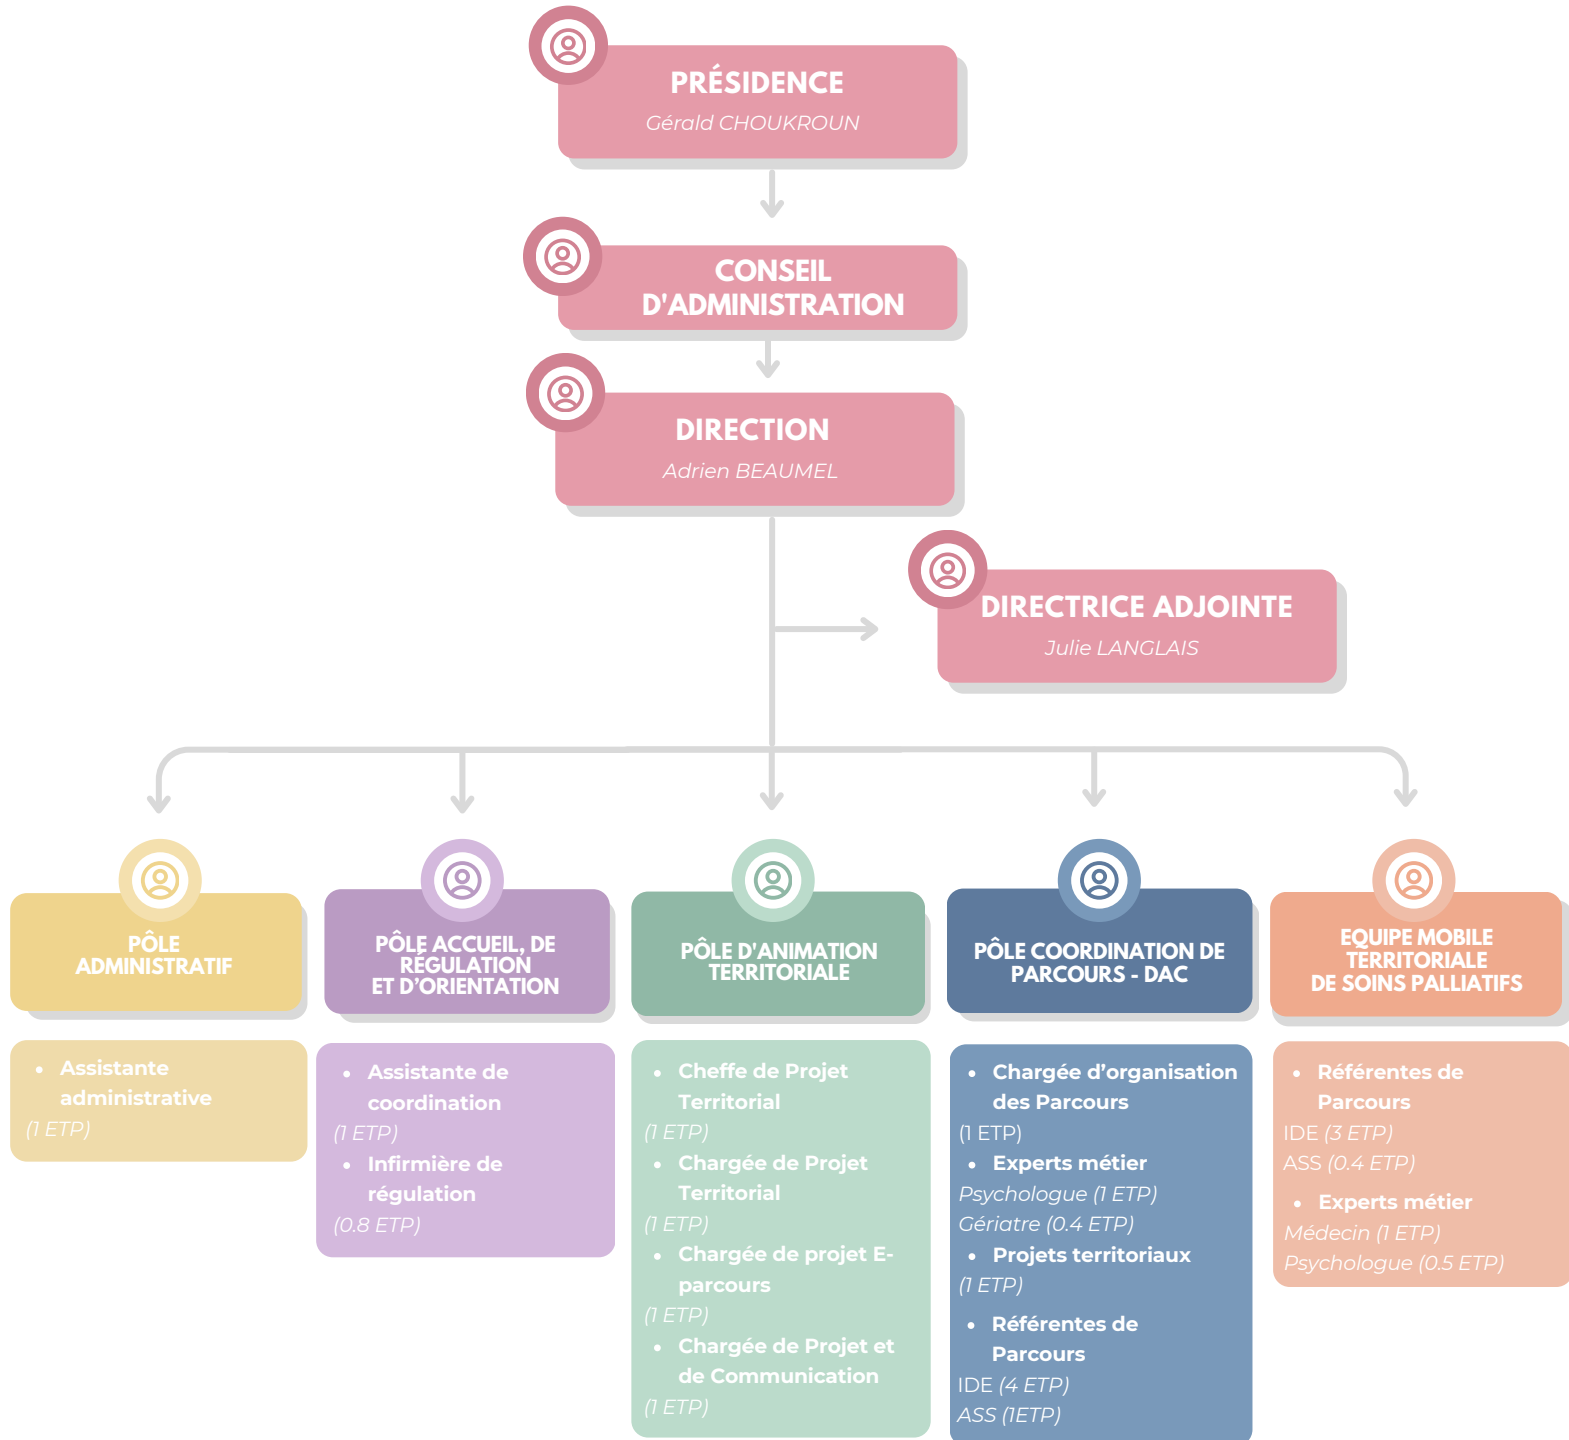 PRÉSIDENCE
Gérald CHOUKROUN
CONSEIL
D'ADMINISTRATION
DIRECTION
Adrien BEAUMEL
DIRECTRICE ADJOINTE
Julie LANGLAIS
PÔLE
ADMINISTRATIF
• Assistante
administrative
(1 ETP)
PÔLE ACCUEIL, DE
RÉGULATION
ET D’ORIENTATION
• Assistante de
coordination
(1 ETP)
• Infirmière de
régulation
(0.8 ETP)
PÔLE D'ANIMATION
TERRITORIALE
• Cheffe de Projet
Territorial
(1 ETP)
• Chargée de Projet
Territorial
(1 ETP)
• Chargée de projet E-
parcours
(1 ETP)
• Chargée de Projet et
de Communication
(1 ETP)
PÔLE COORDINATION DE
PARCOURS - DAC
• Chargée d’organisation
des Parcours
(1 ETP)
• Experts métier
Psychologue (1 ETP)
Gériatre (0.4 ETP)
• Projets territoriaux
(1 ETP)
• Référentes de
Parcours
IDE (4 ETP)
ASS (1ETP)
EQUIPE MOBILE
TERRITORIALE
DE SOINS PALLIATIFS
• Référentes de
Parcours
IDE (3 ETP)
ASS (0.4 ETP)
• Experts métier
Médecin (1 ETP)
Psychologue (0.5 ETP)